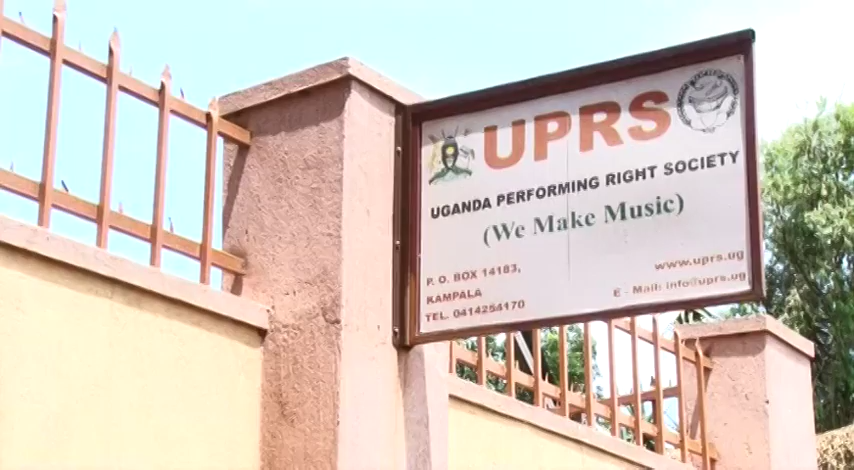 UPRS
UGANDA PERFORMING RIGHT SOCIETY
(We Make Music)
P. O. BOX 14183,
KAMPALA
TEL. 0414254170
www.uprs.ug
E - Mail: info@uprs.ug